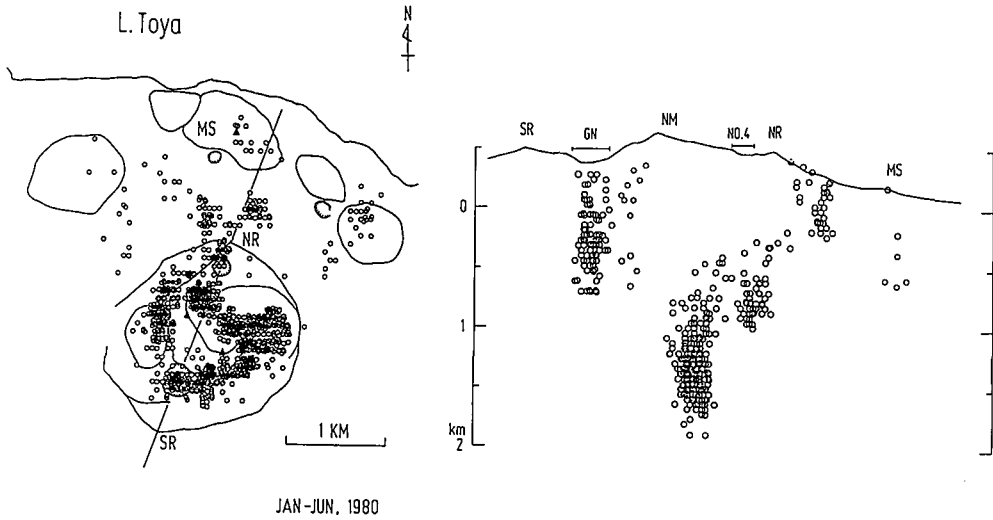 L. Toya
N
MS
NR
SR
1 KM
JAN-JUN, 1980
SR
GN
NM
NO.4
NR
MS
0
1
km
2